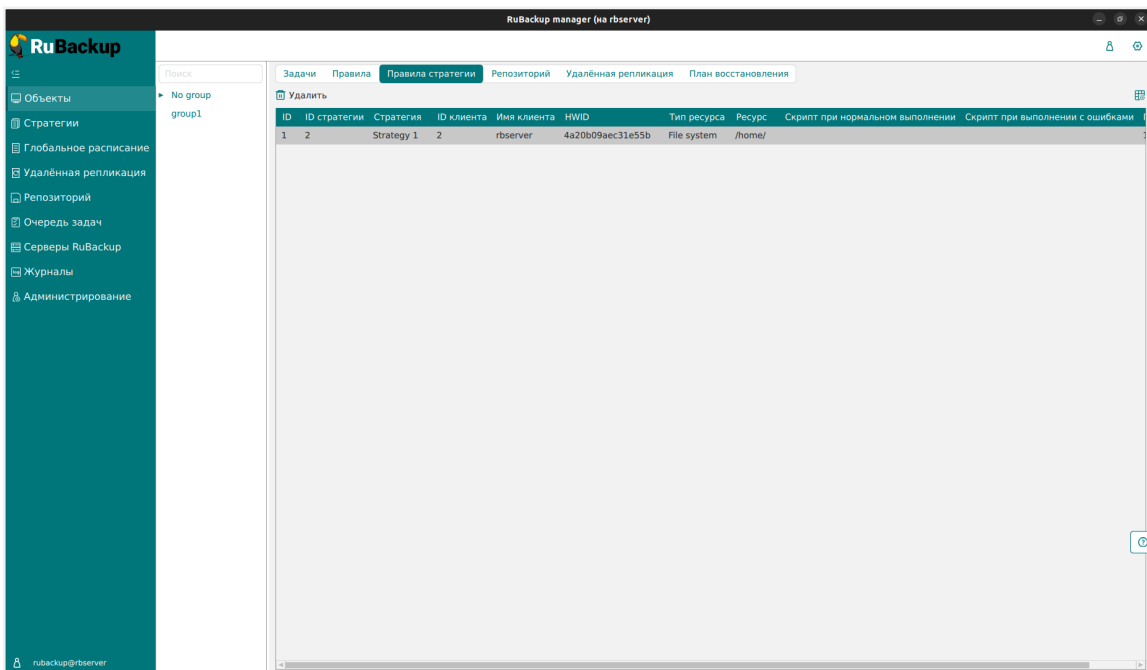 RuBackup manager (на rbserver)
RuBackup
Поиск
Задачи Правила Правила стратегии Репозиторий Удалённая репликация План восстановления
Объекты
Стратегии
Глобальное расписание
Удалённая репликация
Репозиторий
Очередь задач
Серверы RuBackup
Журналы
Администрирование
No group
group1
Удалить
ID ID стратегии Стратегия ID клиента Имя клиента HWID Тип ресурса Ресурс Скрипт при нормальном выполнении Скрипт при выполнении с ошибками
1 2 Strategy 1 2 rbserver 4a20b09aec31e55b File system /home/
rubackup@rbserver